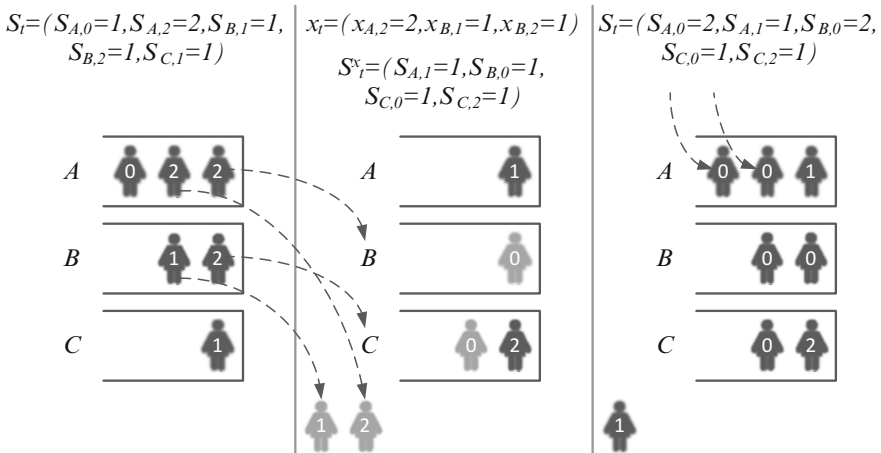 S_t=(S_{A,0}=1,S_{A,2}=2,S_{B,1}=1,
S_{B,2}=1,S_{C,1}=1)
x_t=(x_{A,2}=2,x_{B,1}=1,x_{B,2}=1)
S^x_t=(S_{A,1}=1,S_{B,0}=1,
S_{C,0}=1,S_{C,2}=1)
S_t=(S_{A,0}=2,S_{A,1}=1,S_{B,0}=2,
S_{C,0}=1,S_{C,2}=1)
A 0 2 2
B 1 2
C 1
A 1
B 0
C 0 2
1 2
A 0 0 1
B 0 0
C 0 2
1